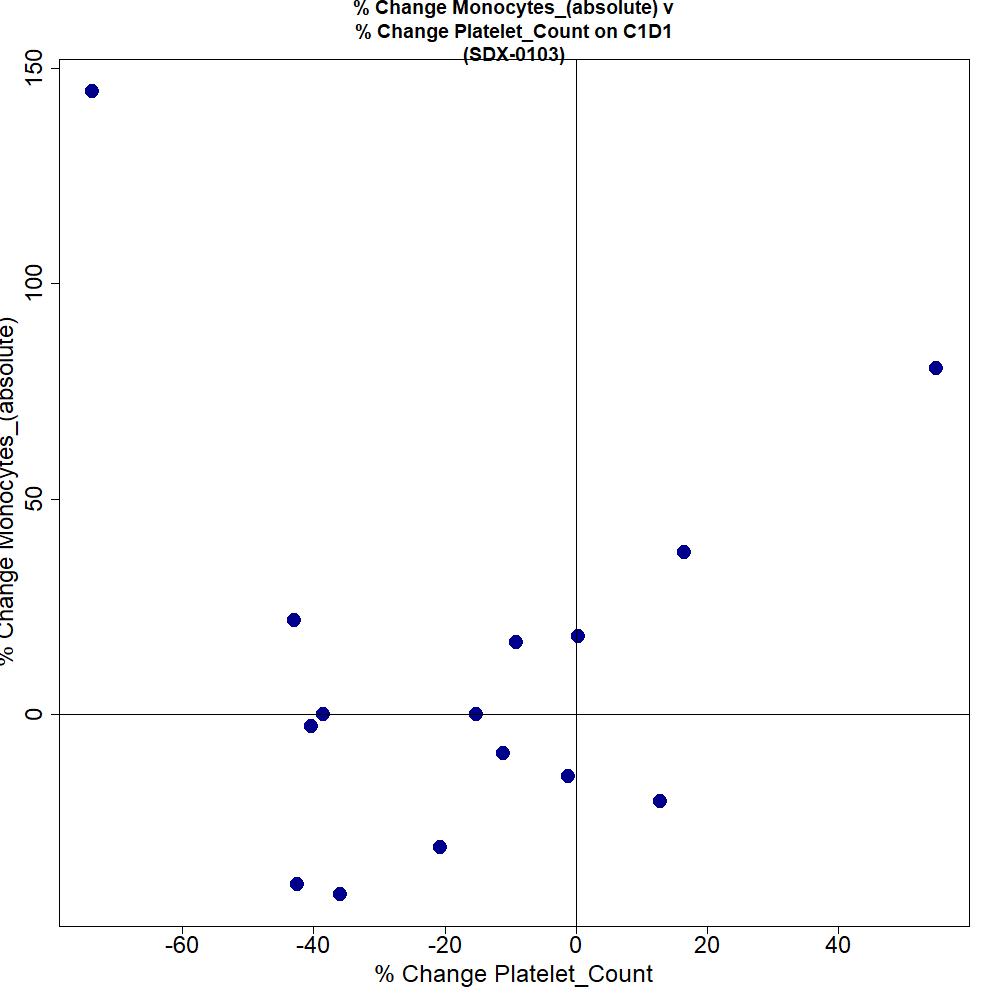 % Change Monocytes_(absolute) v
% Change Platelet_Count on C1D1
(SDX-0103)
% Change Monocytes_(absolute)
150
100
50
0
-60 -40 -20 0 20 40
% Change Platelet_Count